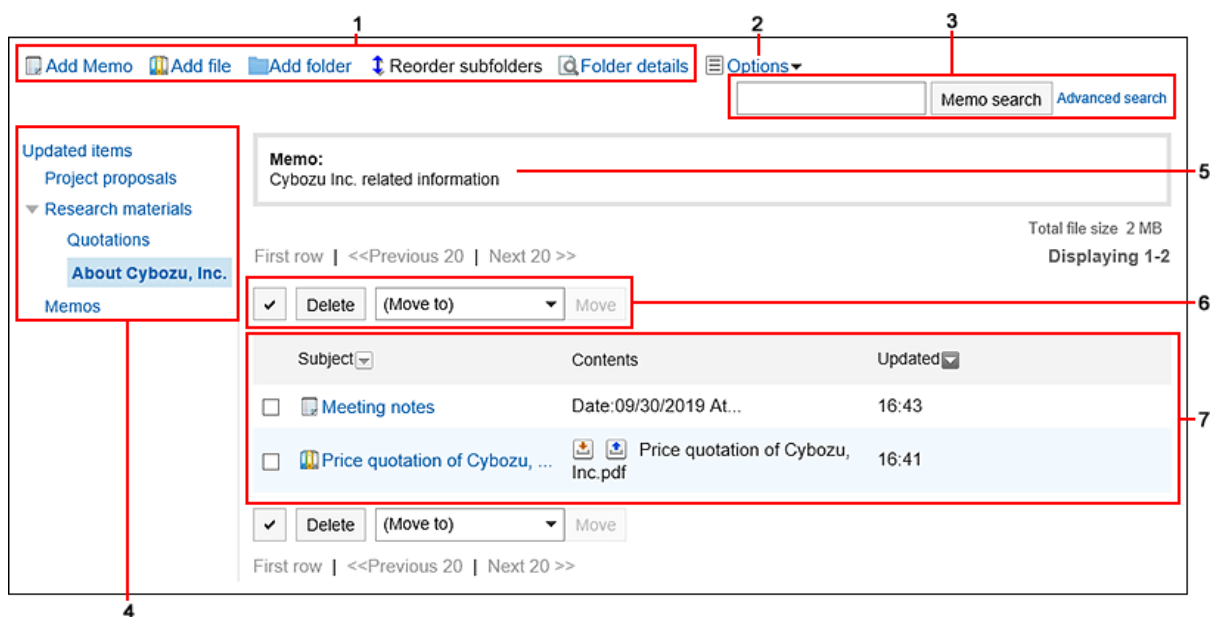 1 2 3
Add Memo Add file Add folder Reorder subfolders Folder details Options
Memo search Advanced search
Updated items
Project proposals
Research materials
Quotations
About Cybozu, Inc.
Memos
4
Memo:
Cybozu Inc. related information
5
Total file size 2 MB
First row | <<Previous 20 | Next 20 >>
Displaying 1-2
Delete (Move to) Move
6
Subject Contents Updated
Meeting notes Date:09/30/2019 At... 16:43
7
Price quotation of Cybozu, ... Price quotation of Cybozu, 16:41
Inc.pdf
Delete (Move to) Move
First row | <<Previous 20 | Next 20 >>